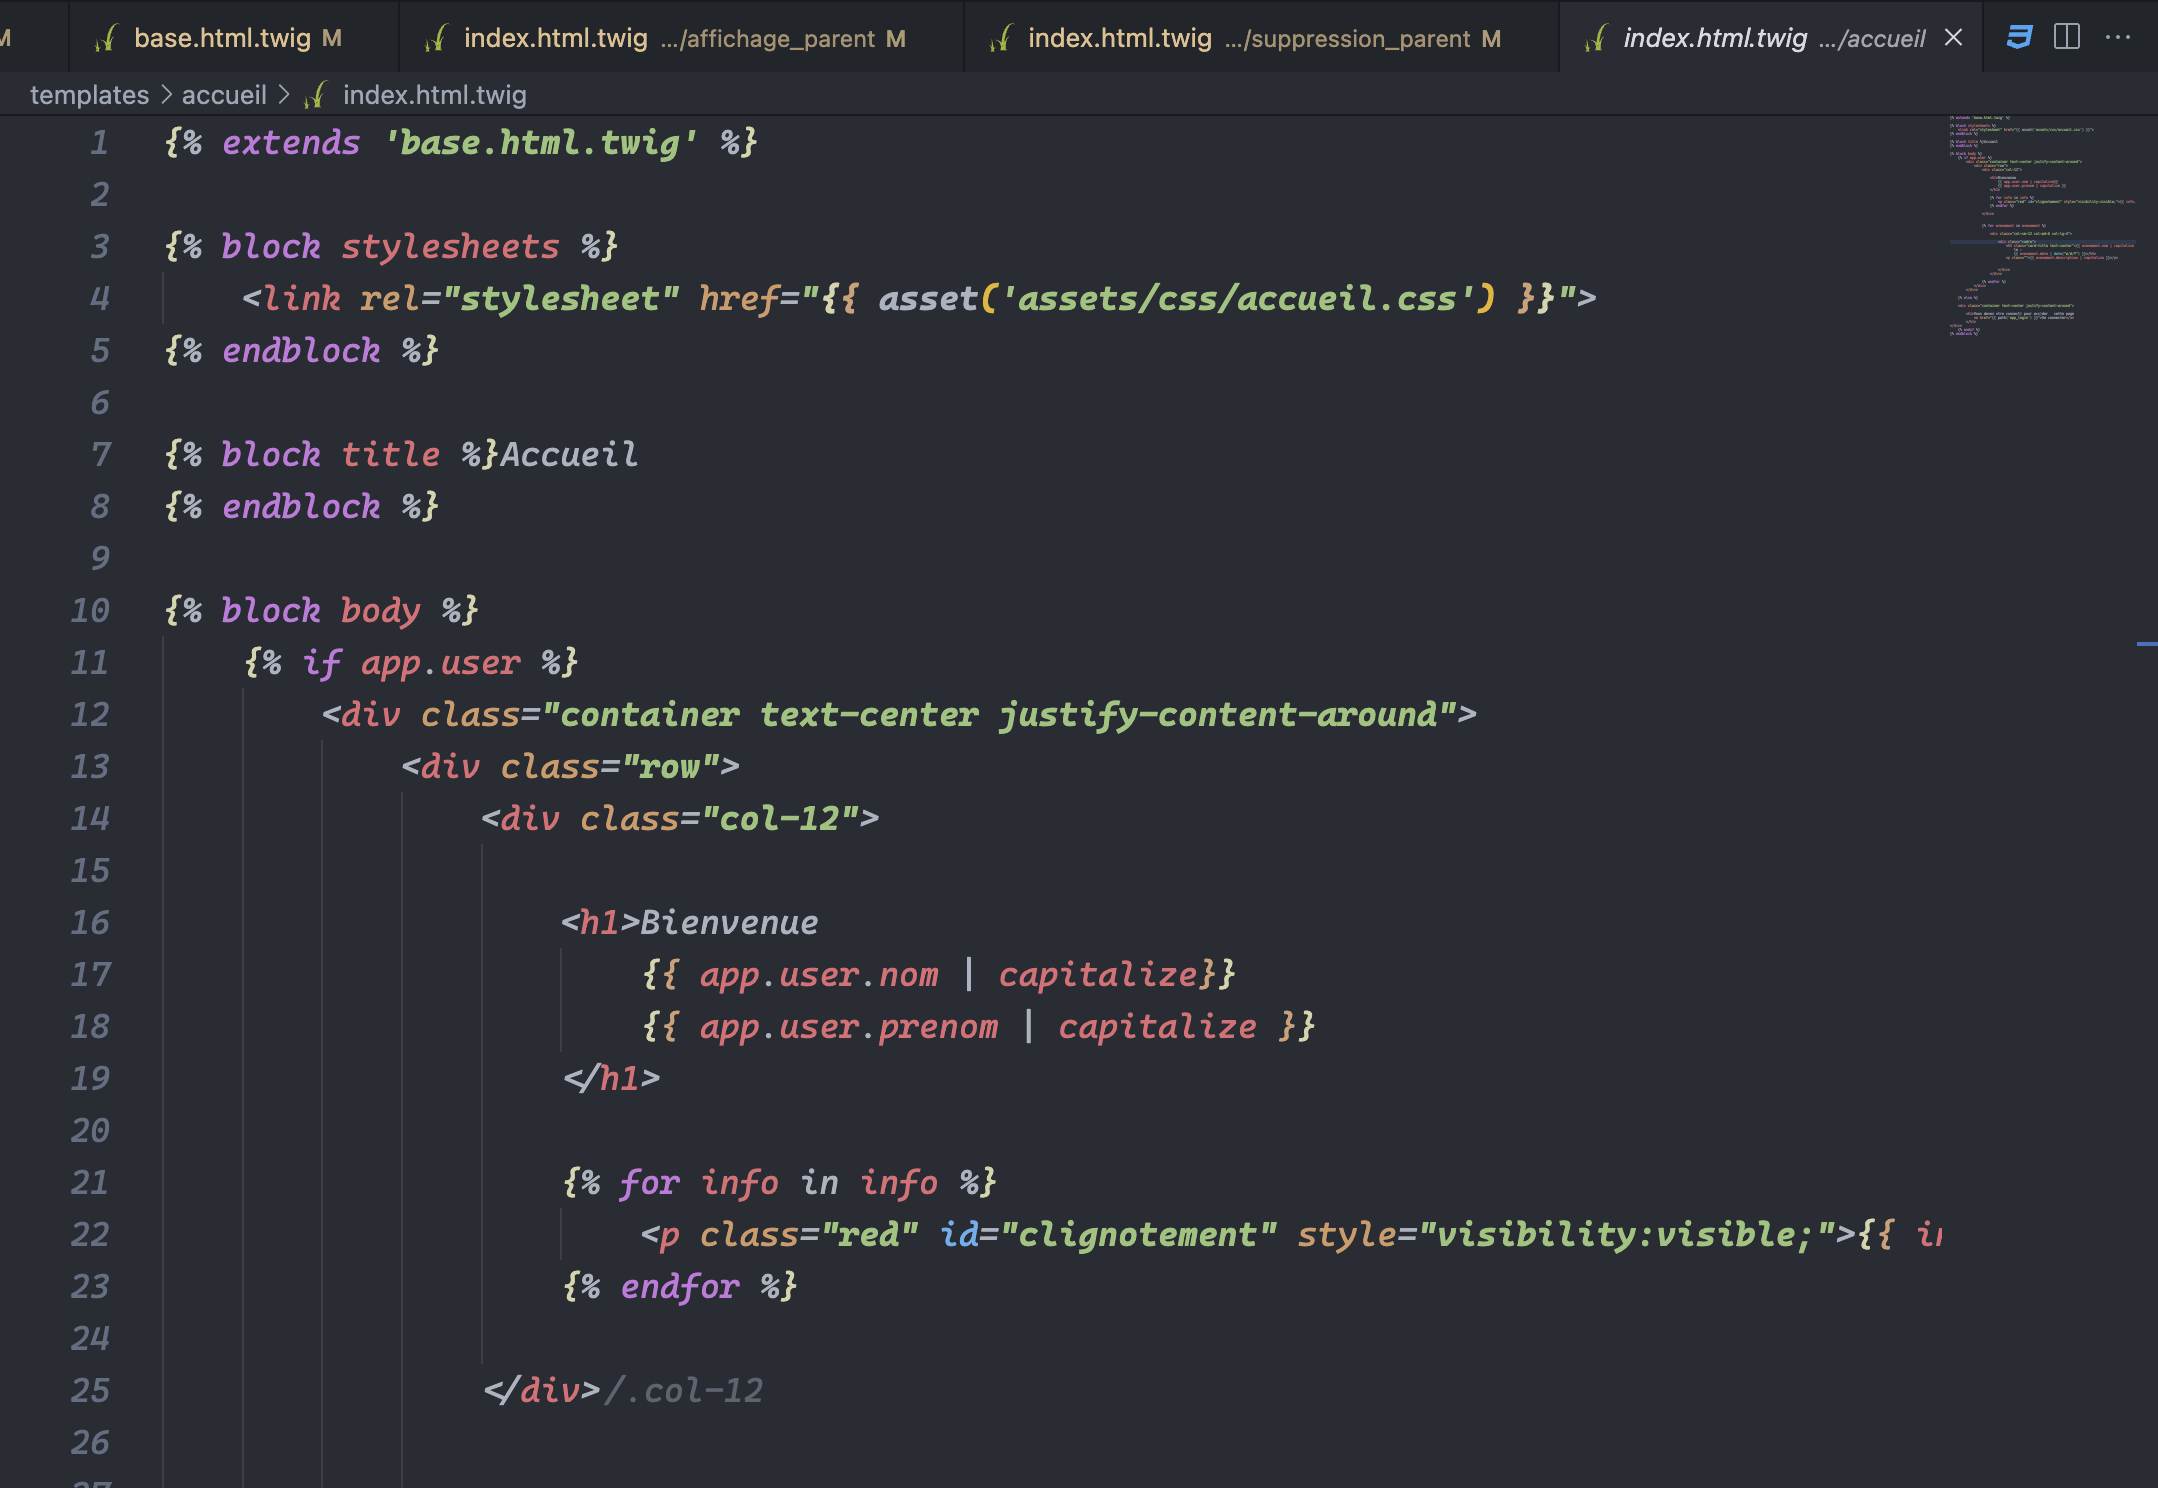 M
base.html.twig M
index.html.twig .../affichage_parent M
index.html.twig .../suppression_parent M
index.html.twig .../accueil
templates > accueil > index.html.twig
1 {% extends 'base.html.twig' %}
2
3 {% block stylesheets %}
4 <link rel="stylesheet" href="{{ asset('assets/css/accueil.css') }}">
5 {% endblock %}
6
7 {% block title %}Accueil
8 {% endblock %}
9
10 {% block body %}
11 {% if app.user %}
12 <div class="container text-center justify-content-around">
13 <div class="row">
14 <div class="col-12">
15
16 <h1>Bienvenue
17 {{ app.user.nom | capitalize}}
18 {{ app.user.prenom | capitalize }}
19 </h1>
20
21 {% for info in info %}
22 <p class="red" id="clignotement" style="visibility:visible;">{{
23 {% endfor %}
24
25 </div>/.col-12
26